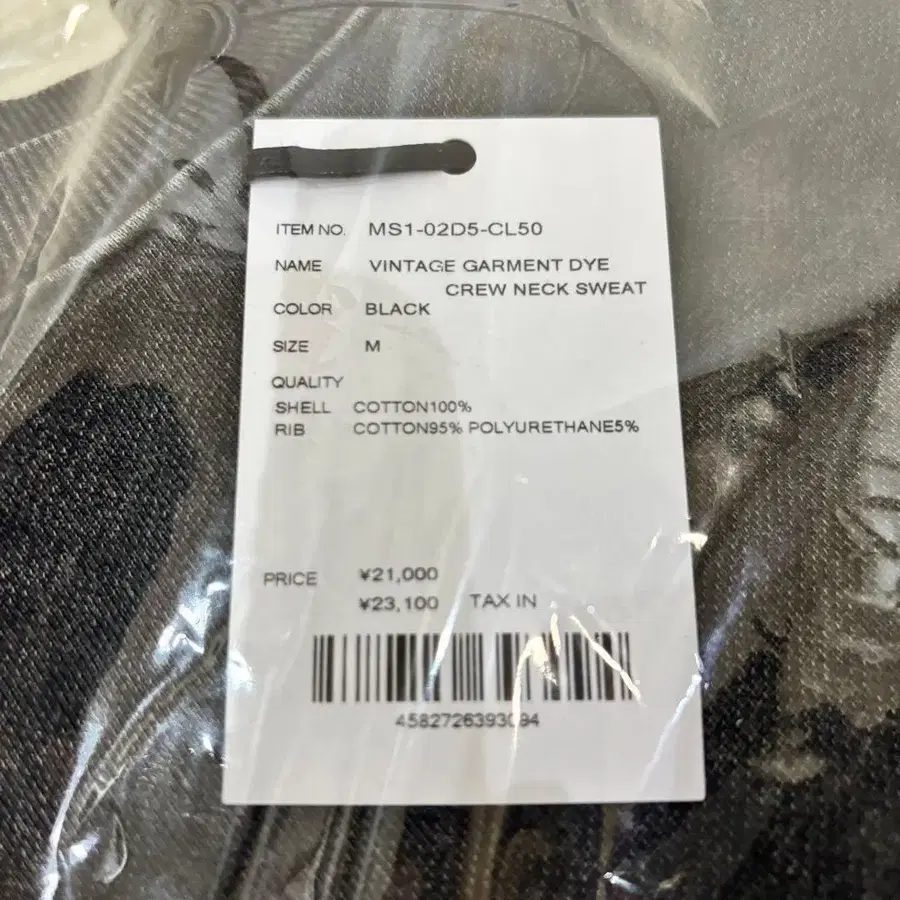 ITEM NO. MS1-02D5-CL50
NAME VINTAGE GARMENT DYE
CREW NECK SWEAT
COLOR BLACK
SIZE M
QUALITY
SHELL COTTON100%
RIB COTTON95% POLYURETHANE5%
PRICE ¥21,000
¥23,100 TAX IN
4582726393094